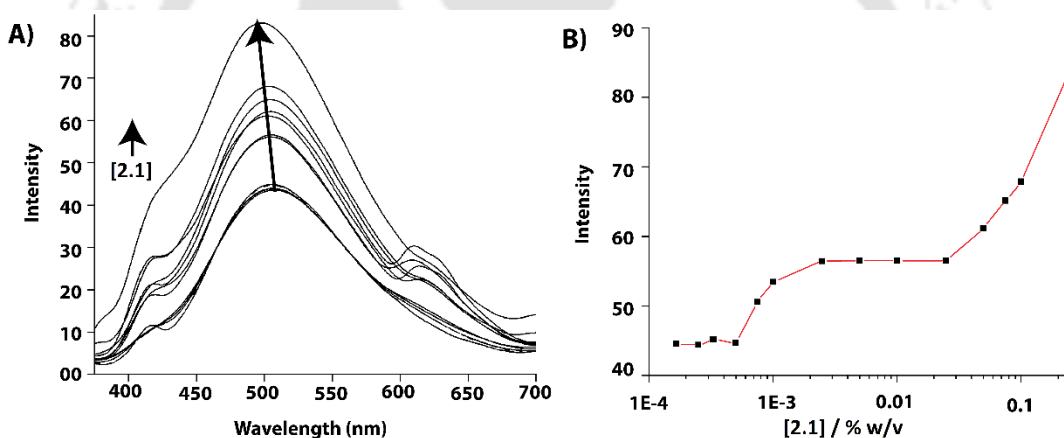 A)
80
70
60
50
40
30
20
10
00
Intensity
[2.1]
400 450 500 550 600 650 700
Wavelength (nm)
B)
90
80
70
60
50
40
Intensity
1E-4 1E-3 0.01 0.1
[2.1] / % w/v